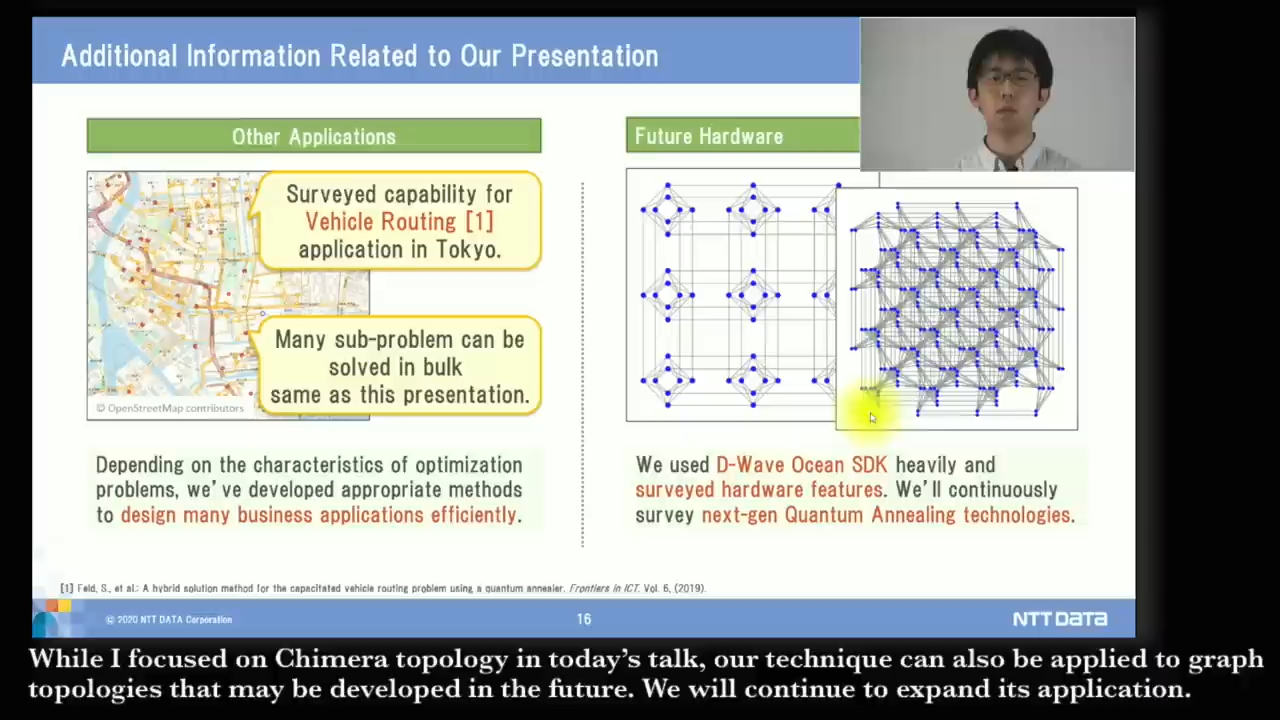 Additional Information Related to Our Presentation
Other Applications
Surveyed capability for
Vehicle Routing [1]
application in Tokyo.
Many sub-problem can be
solved in bulk
same as this presentation.
© OpenStreetMap contributors
Depending on the characteristics of optimization
problems, we've developed appropriate methods
to design many business applications efficiently.
Future Hardware
We used D-Wave Ocean SDK heavily and
surveyed hardware features. We'll continuously
survey next-gen Quantum Annealing technologies.
[1] Feld, S., et al.: A hybrid solution method for the capacitated vehicle routing problem using a quantum annealer. Frontiers in ICT. Vol. 6, (2019).
© 2020 NTT DATA Corporation
16
NTT DATA
While I focused on Chimera topology in today's talk, our technique can also be applied to graph
topologies that may be developed in the future. We will continue to expand its application.